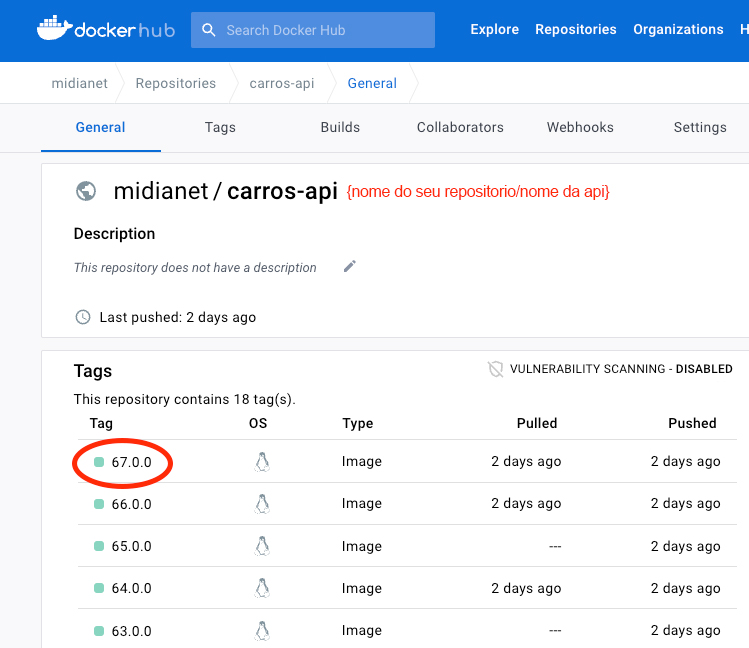 dockerhub Search Docker Hub Explore Repositories Organizations H
midianet Repositories carros-api General
General Tags Builds Collaborators Webhooks Settings
midianet / carros-api {nome do seu repositorio/nome da api}
Description
This repository does not have a description
Last pushed: 2 days ago
Tags VULNERABILITY SCANNING - DISABLED
This repository contains 18 tag(s).
Tag OS Type Pulled Pushed
67.0.0 Image 2 days ago 2 days ago
66.0.0 Image 2 days ago 2 days ago
65.0.0 Image --- 2 days ago
64.0.0 Image 2 days ago 2 days ago
63.0.0 Image --- 2 days ago